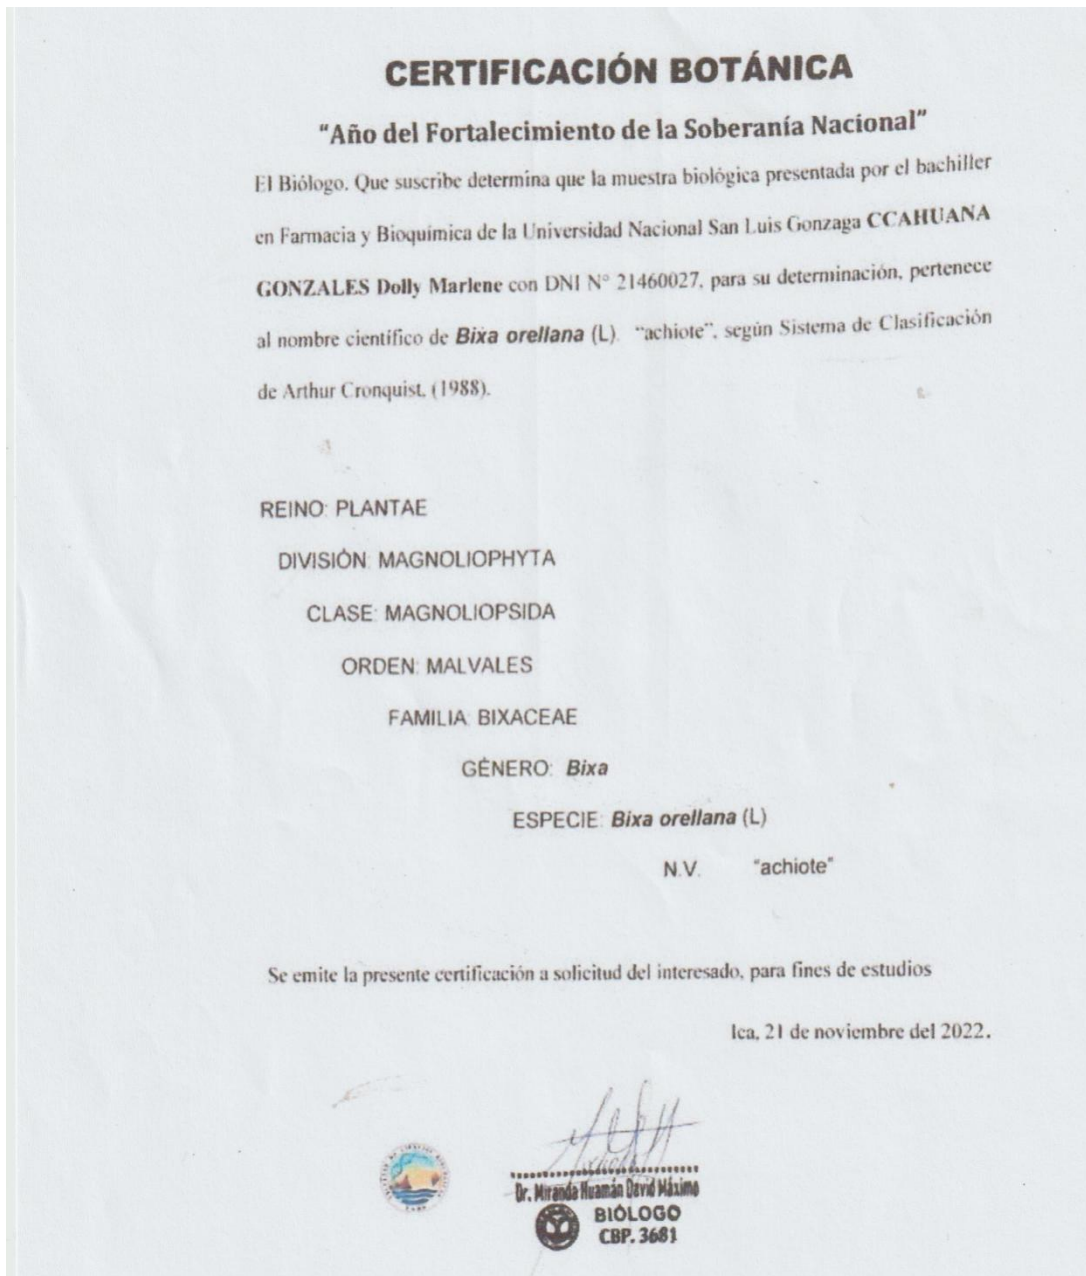 CERTIFICACIÓN BOTÁNICA
“Año del Fortalecimiento de la Soberanía Nacional”
El Biólogo. Que suscribe determina que la muestra biológica presentada por el bachiller
en Farmacia y Bioquímica de la Universidad Nacional San Luis Gonzaga CCAHUANA
GONZALES Dolly Marlene con DNI N° 21460027, para su determinación, pertenece
al nombre científico de Bixa orellana (L). “achiote”, según Sistema de Clasificación
de Arthur Cronquist. (1988).
REINO: PLANTAE
DIVISIÓN: MAGNOLIOPHYTA
CLASE: MAGNOLIOPSIDA
ORDEN: MALVALES
FAMILIA: BIXACEAE
GÉNERO: Bixa
ESPECIE: Bixa orellana (L)
N.V. “achiote”
Se emite la presente certificación a solicitud del interesado, para fines de estudios
Ica, 21 de noviembre del 2022.
Dr. Miranda Huamán David Máximo
BIÓLOGO
CBP. 3681